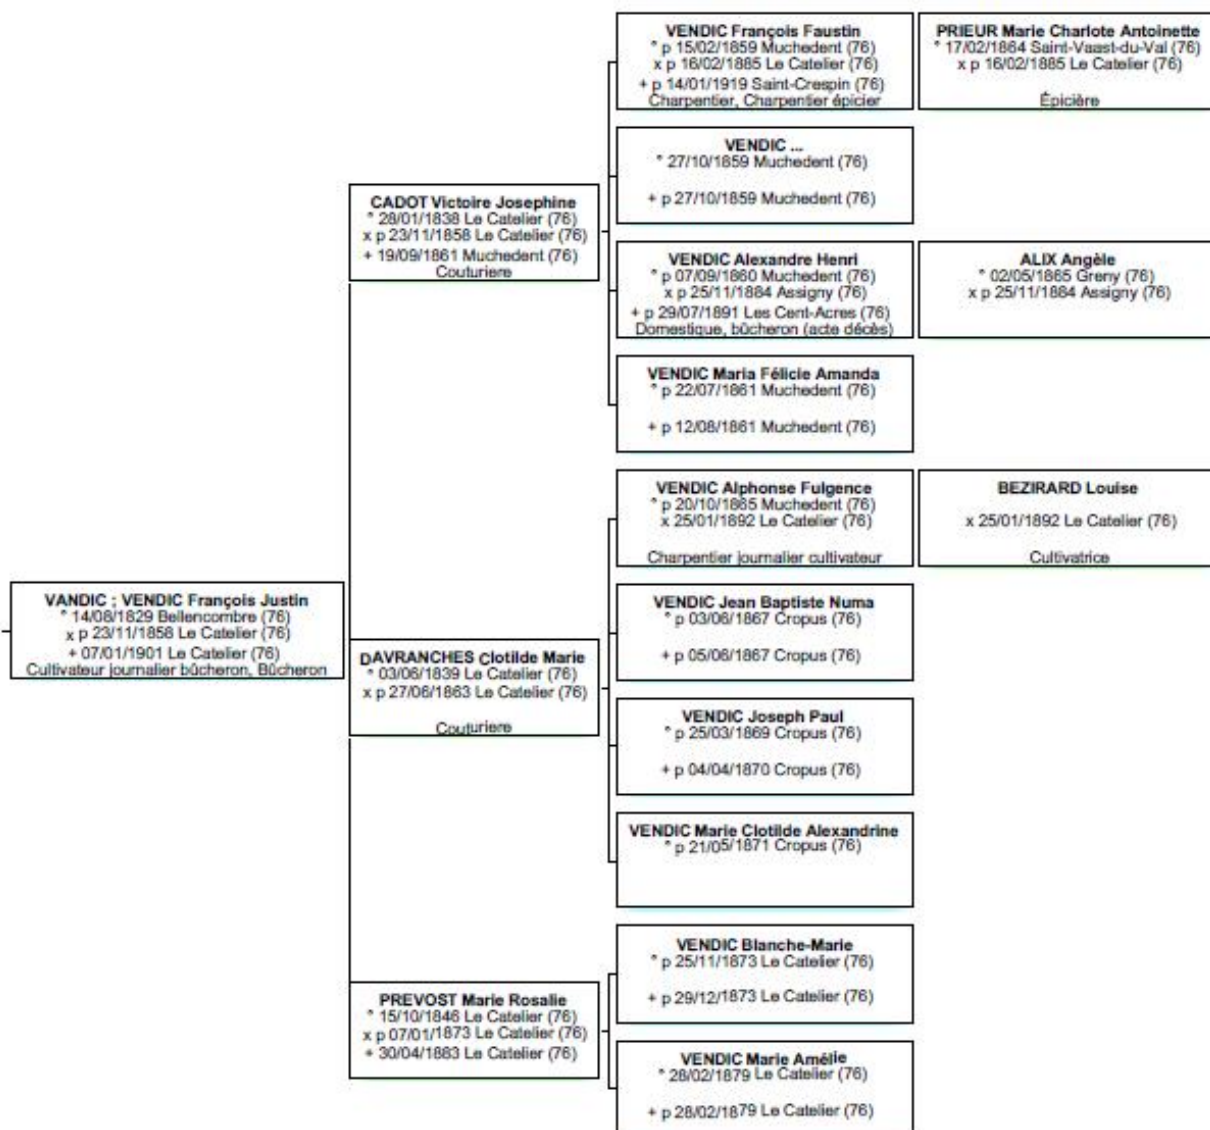 VENDIC François Faustin
° p 15/02/1859 Muchedent (76)
x p 16/02/1885 Le Catelier (76)
+ p 14/01/1919 Saint-Crespin (76)
Charpentier, Charpentier épicier
PRIEUR Marie Charlote Antoinette
° 17/02/1864 Saint-Vaast-du-Val (76)
x p 16/02/1885 Le Catelier (76)
Épicière
VENDIC ...
° 27/10/1859 Muchedent (76)
+ p 27/10/1859 Muchedent (76)
CADOT Victoire Josephine
° 28/01/1838 Le Catelier (76)
x p 23/11/1858 Le Catelier (76)
+ 19/09/1861 Muchedent (76)
Couturiere
VENDIC Alexandre Henri
° p 07/09/1860 Muchedent (76)
x p 25/11/1884 Assigny (76)
+ p 29/07/1891 Les Cent-Acres (76)
Domestique, bûcheron (acte décès)
ALIX Angèle
° 02/05/1865 Greny (76)
x p 25/11/1884 Assigny (76)
VENDIC Maria Félicie Amanda
° p 22/07/1861 Muchedent (76)
+ p 12/08/1861 Muchedent (76)
VENDIC Alphonse Fulgence
° p 20/10/1865 Muchedent (76)
x 25/01/1892 Le Catelier (76)
Charpentier journalier cultivateur
BEZIRARD Louise
x 25/01/1892 Le Catelier (76)
Cultivatrice
VANDIC ; VENDIC François Justin
° 14/08/1829 Bellencombre (76)
x p 23/11/1858 Le Catelier (76)
+ 07/01/1901 Le Catelier (76)
Cultivateur journalier bûcheron, Bûcheron
VENDIC Jean Baptiste Numa
° p 03/06/1867 Cropus (76)
+ p 05/06/1867 Cropus (76)
DAVRANCHES Clotilde Marie
° 03/06/1839 Le Catelier (76)
x p 27/06/1863 Le Catelier (76)
Couturiere
VENDIC Joseph Paul
° p 25/03/1869 Cropus (76)
+ p 04/04/1870 Cropus (76)
VENDIC Marie Clotilde Alexandrine
° p 21/05/1871 Cropus (76)
VENDIC Blanche-Marie
° p 25/11/1873 Le Catelier (76)
+ p 29/12/1873 Le Catelier (76)
PREVOST Marie Rosalie
° 15/10/1846 Le Catelier (76)
x p 07/01/1873 Le Catelier (76)
+ 30/04/1883 Le Catelier (76)
VENDIC Marie Amélie
° 28/02/1879 Le Catelier (76)
+ p 28/02/1879 Le Catelier (76)